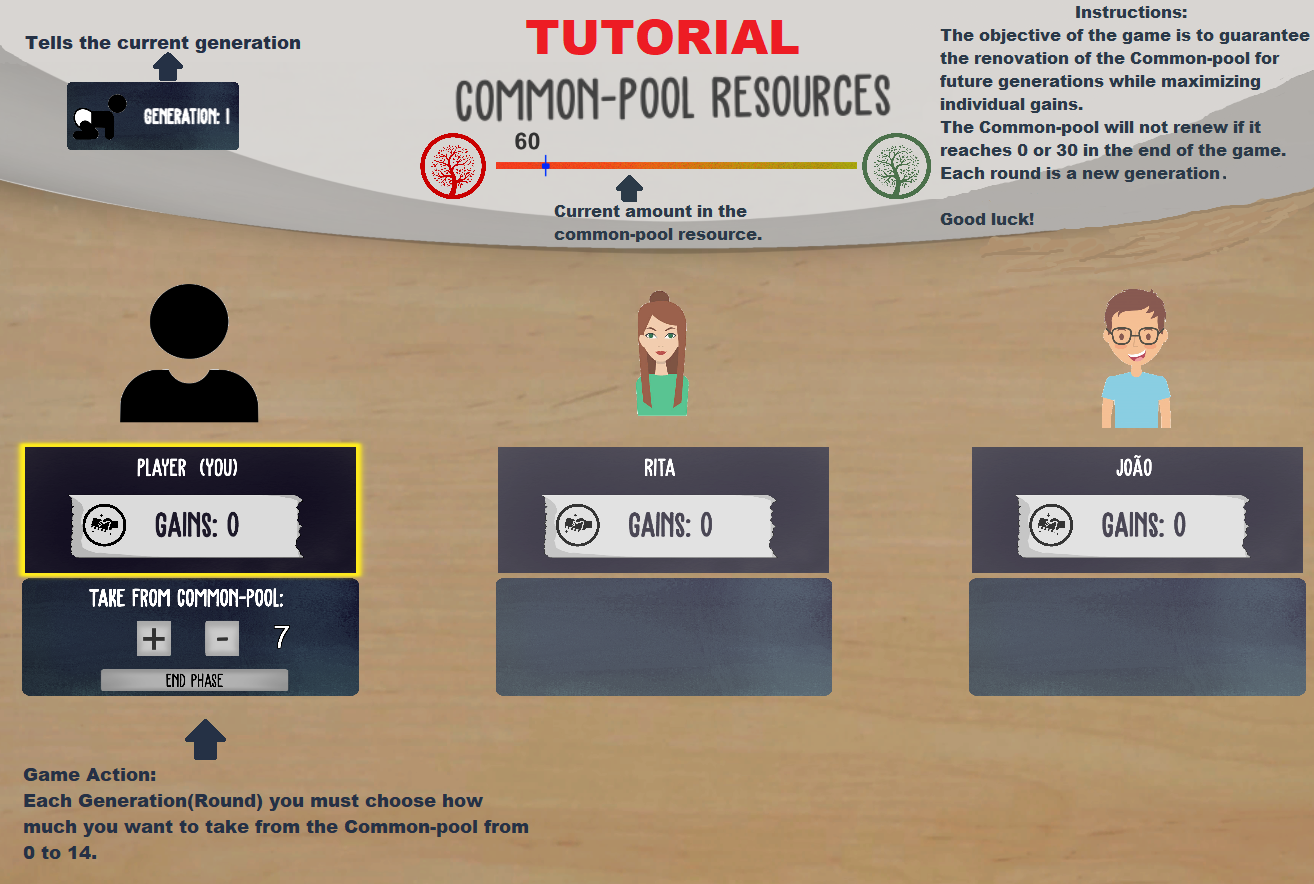 TUTORIAL
COMMON-POOL RESOURCES
Tells the current generation
GENERATION: 1
60
Current amount in the
common-pool resource.
Instructions:
The objective of the game is to guarantee
the renovation of the Common-pool for
future generations while maximizing
individual gains.
The Common-pool will not renew if it
reaches 0 or 30 in the end of the game.
Each round is a new generation.
Good luck!
PLAYER (YOU)
GAINS: 0
TAKE FROM COMMON-POOL:
+ - 7
END PHASE
RITA
GAINS: 0
JOÃO
GAINS: 0
Game Action:
Each Generation(Round) you must choose how
much you want to take from the Common-pool from
0 to 14.